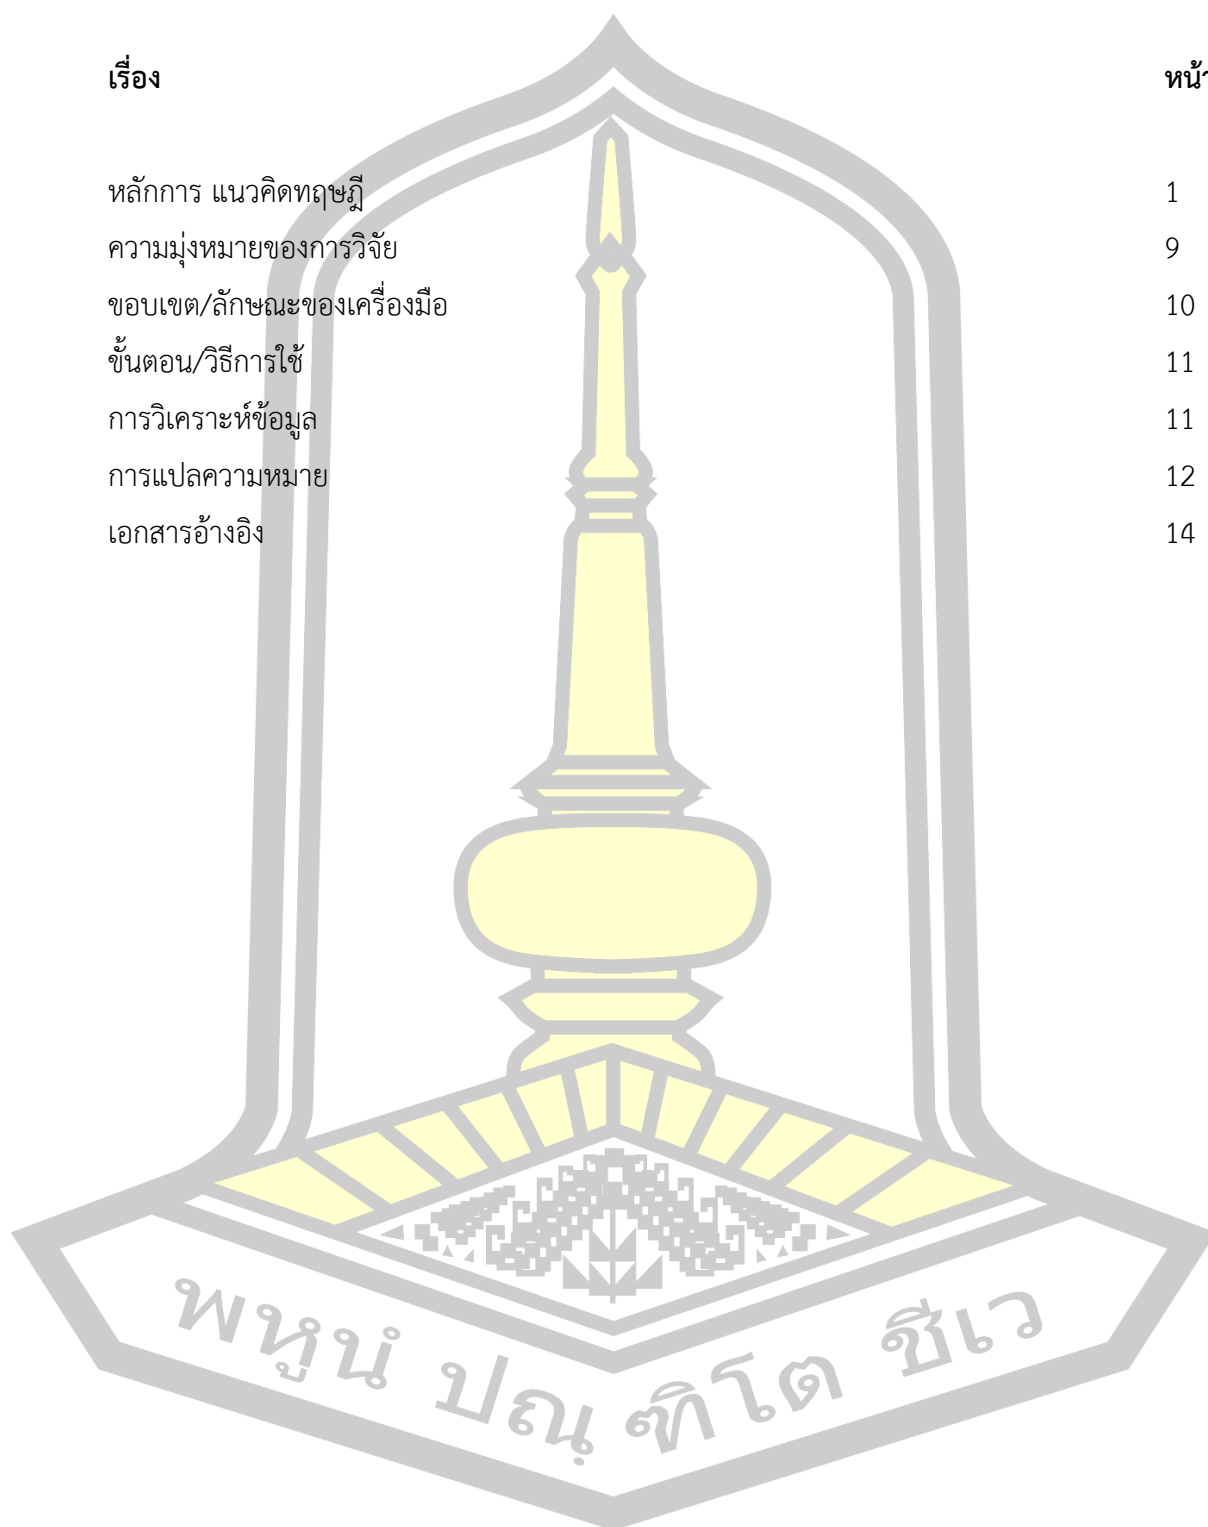 เรื่อง หน้า
หลักการ แนวคิดทฤษฎี 1
ความมุ่งหมายของการวิจัย 9
ขอบเขต/ลักษณะของเครื่องมือ 10
ขั้นตอน/วิธีการใช้ 11
การวิเคราะห์ข้อมูล 11
การแปลความหมาย 12
เอกสารอ้างอิง 14
พหูนํ ปณฺฑิโต ชีเว